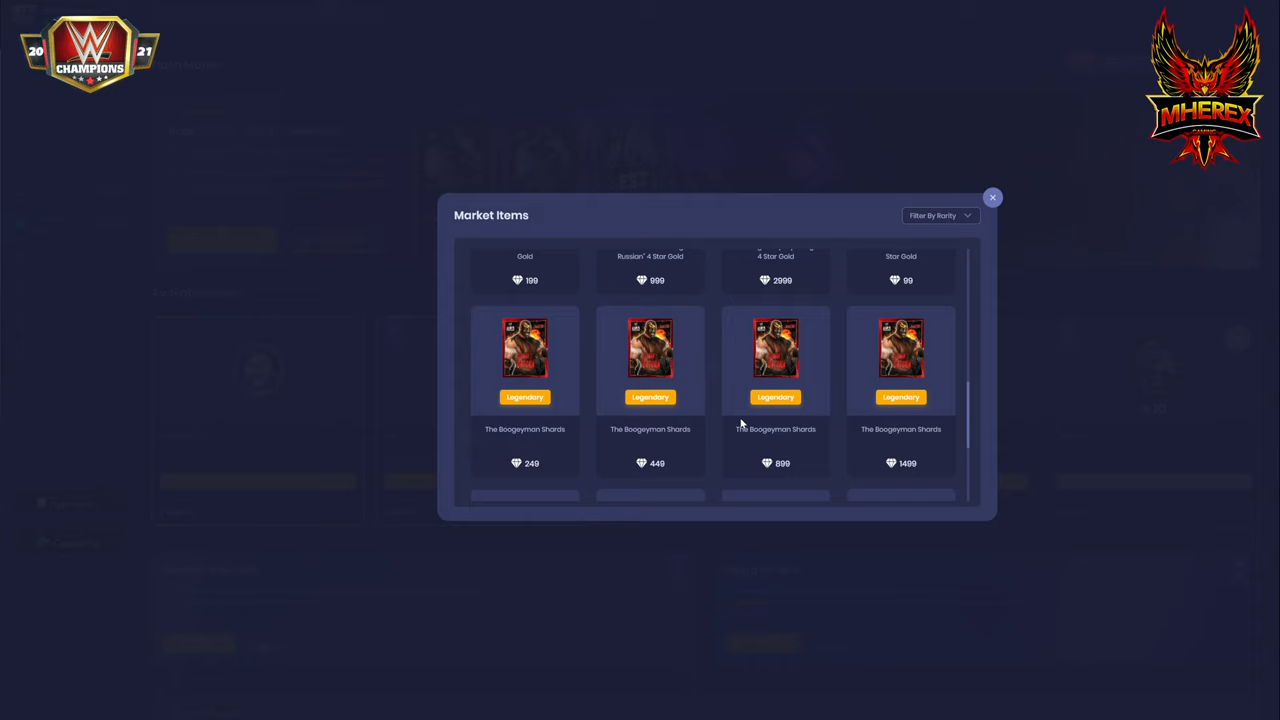 20 21
CHAMPIONS
MHEREX
GAMING
Market Items
Filter By Rarity
Gold
Russian" 4 Star Gold
4 Star Gold
Star Gold
199
999
2999
99
Legendary
Legendary
Legendary
Legendary
The Boogeyman Shards
The Boogeyman Shards
The Boogeyman Shards
The Boogeyman Shards
249
449
899
1499